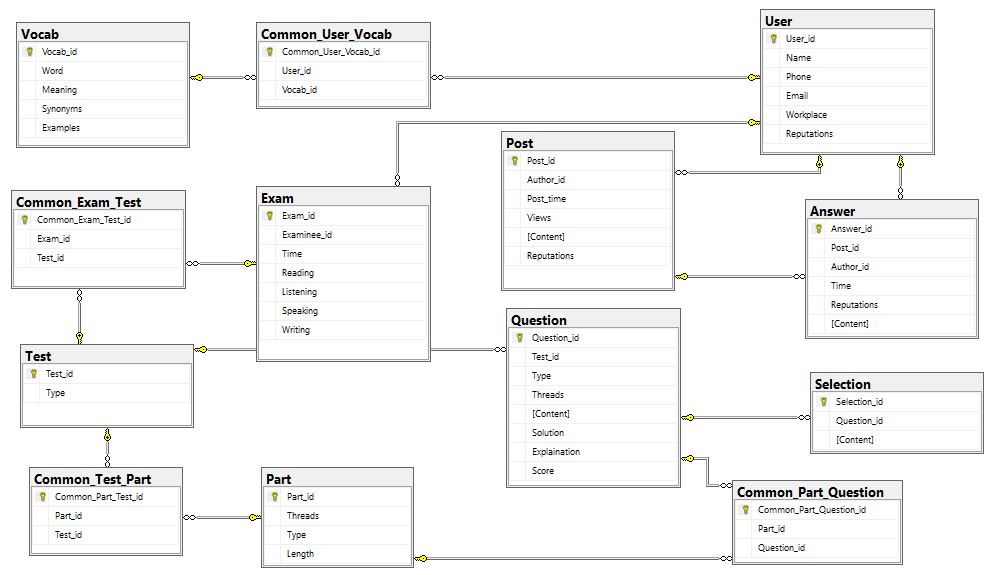 Vocab
Vocab_id
Word
Meaning
Synonyms
Examples
Common_User_Vocab
Common_User_Vocab_id
User_id
Vocab_id
User
User_id
Name
Phone
Email
Workplace
Reputations
Post
Post_id
Author_id
Post_time
Views
[Content]
Reputations
Common_Exam_Test
Common_Exam_Test_id
Exam_id
Test_id
Exam
Exam_id
Examinee_id
Time
Reading
Listening
Speaking
Writing
Answer
Answer_id
Post_id
Author_id
Time
Reputations
[Content]
Question
Question_id
Test_id
Type
Threads
[Content]
Solution
Explaination
Score
Test
Test_id
Type
Selection
Selection_id
Question_id
[Content]
Common_Test_Part
Common_Part_Test_id
Part_id
Test_id
Part
Part_id
Threads
Type
Length
Common_Part_Question
Common_Part_Question_id
Part_id
Question_id